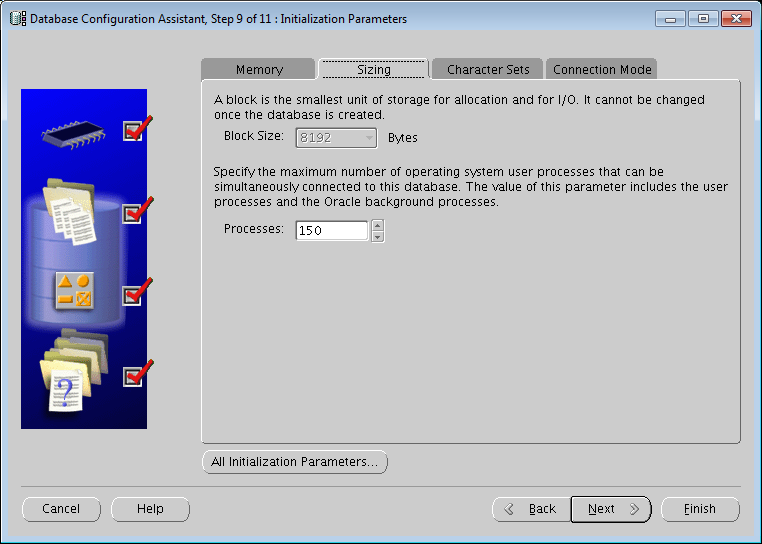 Database Configuration Assistant, Step 9 of 11 : Initialization Parameters
Memory
Sizing
Character Sets
Connection Mode
A block is the smallest unit of storage for allocation and for I/O. It cannot be changed
once the database is created.
Block Size: 8192 Bytes
Specify the maximum number of operating system user processes that can be
simultaneously connected to this database. The value of this parameter includes the user
processes and the Oracle background processes.
Processes: 150
?
All Initialization Parameters...
Cancel
Help
Back
Next
Finish